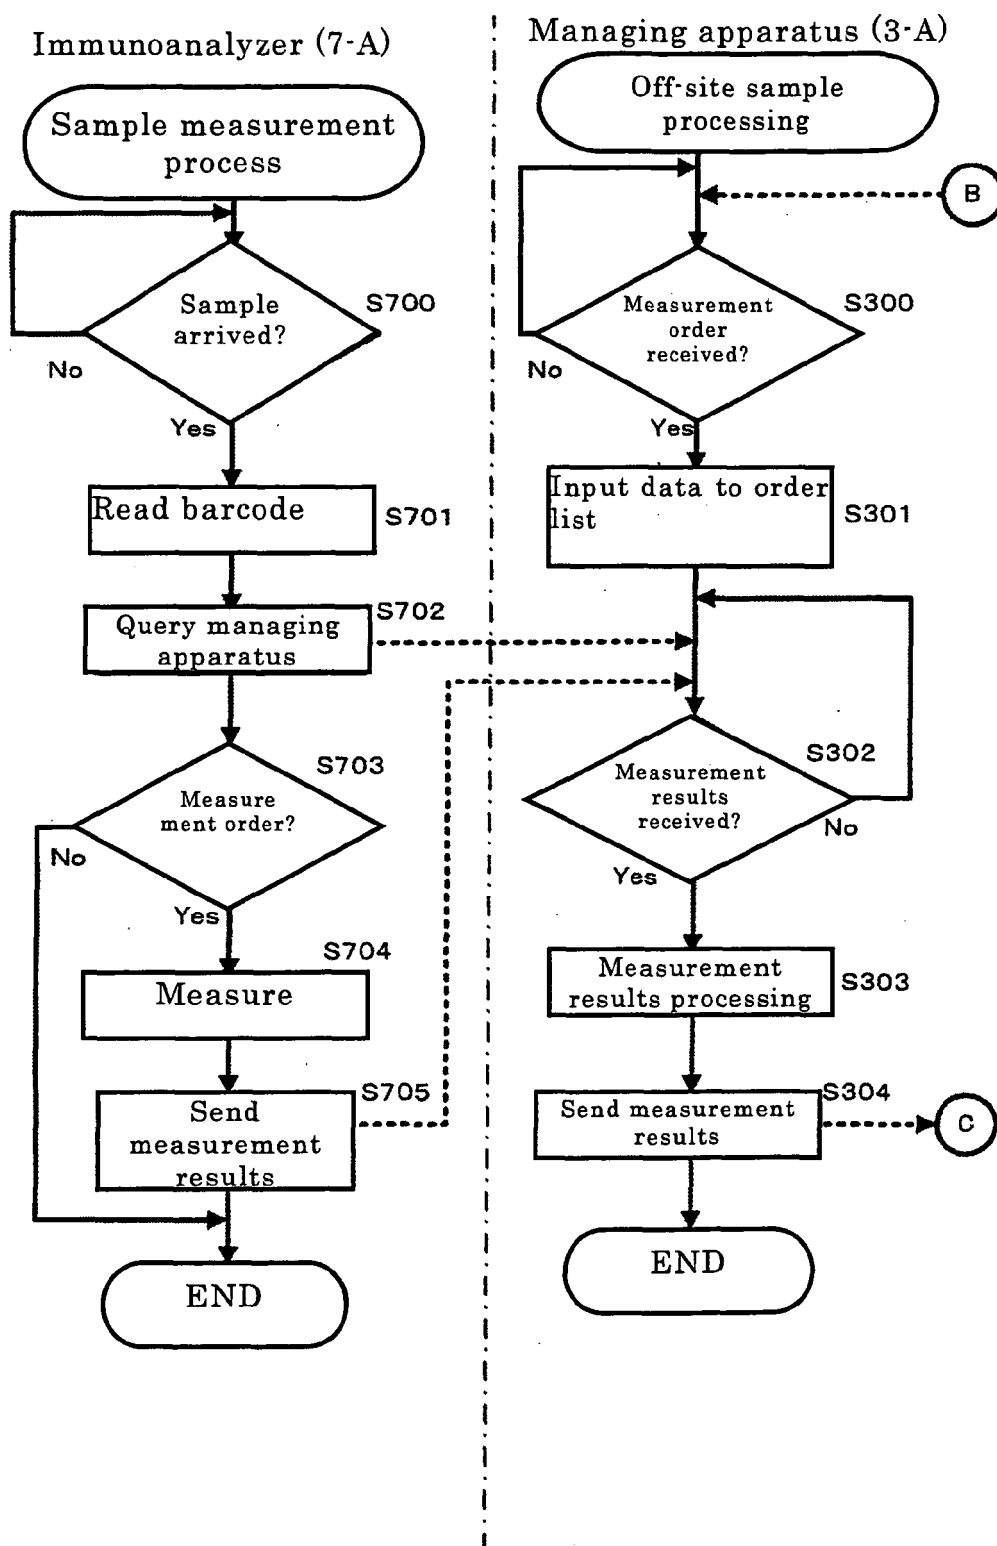 Immunoanalyzer (7-A)
Sample measurement
process
Sample
arrived?
S700
No
Yes
Read barcode
S701
Query managing
apparatus
S702
S703
Measure
ment order?
No
Yes
S704
Measure
S705
Send
measurement
results
END
Managing apparatus (3-A)
Off-site sample
processing
B
Measurement
order
received?
S300
No
Yes
Input data to order
list
S301
S302
Measurement
results
received?
No
Yes
Measurement
results processing
S303
S304
Send measurement
results
C
END